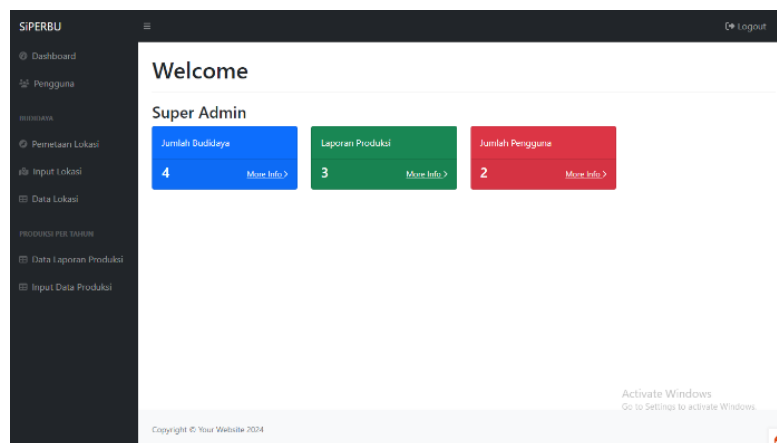 SiPERBU
Logout
Dashboard
Pengguna
BUDIDAYA
Pemetaan Lokasi
Input Lokasi
Data Lokasi
PRODUKSI PER TAHUN
Data Laporan Produksi
Input Data Produksi
Welcome
Super Admin
Jumlah Budidaya
4 More Info
Laporan Produksi
3 More Info
Jumlah Pengguna
2 More Info
Activate Windows
Go to Settings to activate Windows.
Copyright © Your Website 2024